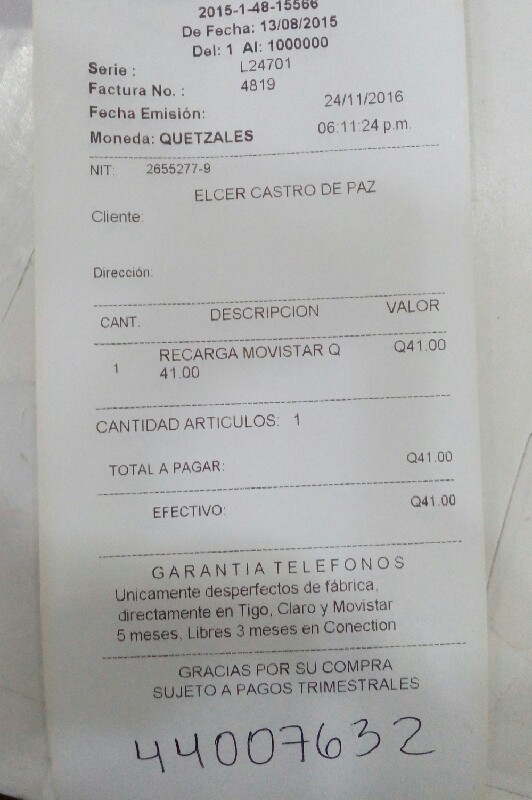 2015-1-48-15566
De Fecha: 13/08/2015
Del: 1 Al: 1000000
Serie : L24701
Factura No. : 4819
Fecha Emisión: 24/11/2016
Moneda: QUETZALES 06:11:24 p.m.
NIT: 2655277-9
ELCER CASTRO DE PAZ
Cliente:
Dirección:
CANT. DESCRIPCION VALOR
1 RECARGA MOVISTAR Q Q41.00
41.00
CANTIDAD ARTICULOS: 1
TOTAL A PAGAR: Q41.00
EFECTIVO: Q41.00
GARANTIA TELEFONOS
Unicamente desperfectos de fábrica,
directamente en Tigo, Claro y Movistar
5 meses, Libres 3 meses en Conection
GRACIAS POR SU COMPRA
SUJETO A PAGOS TRIMESTRALES
44007632